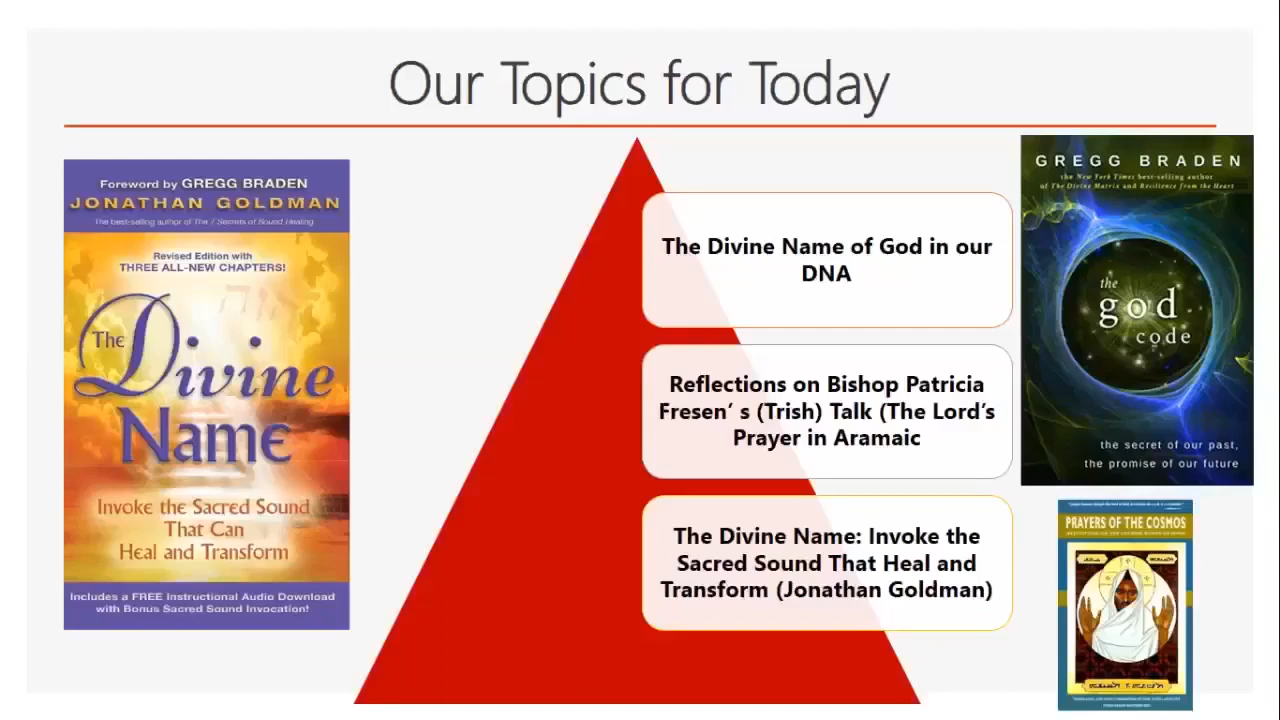 Our Topics for Today
Foreword by GREGG BRADEN
JONATHAN GOLDMAN
The best-selling author of The 7 Secrets of Sound Healing
Revised Edition with
THREE ALL-NEW CHAPTERS!
The Divine
NAME
Invoke the Sacred Sound
That Can
Heal and Transform
Includes a FREE Instructional Audio Download
with Bonus Sacred Sound Invocation!
The Divine Name of God in our
DNA
Reflections on Bishop Patricia
Fresen’ s (Trish) Talk (The Lord’s
Prayer in Aramaic
The Divine Name: Invoke the
Sacred Sound That Heal and
Transform (Jonathan Goldman)
GREGG BRADEN
the New York Times best-selling author
of The Divine Matrix and Resilience from the Heart
the
god
code
the secret of our past,
the promise of our future
PRAYERS OF THE COSMOS